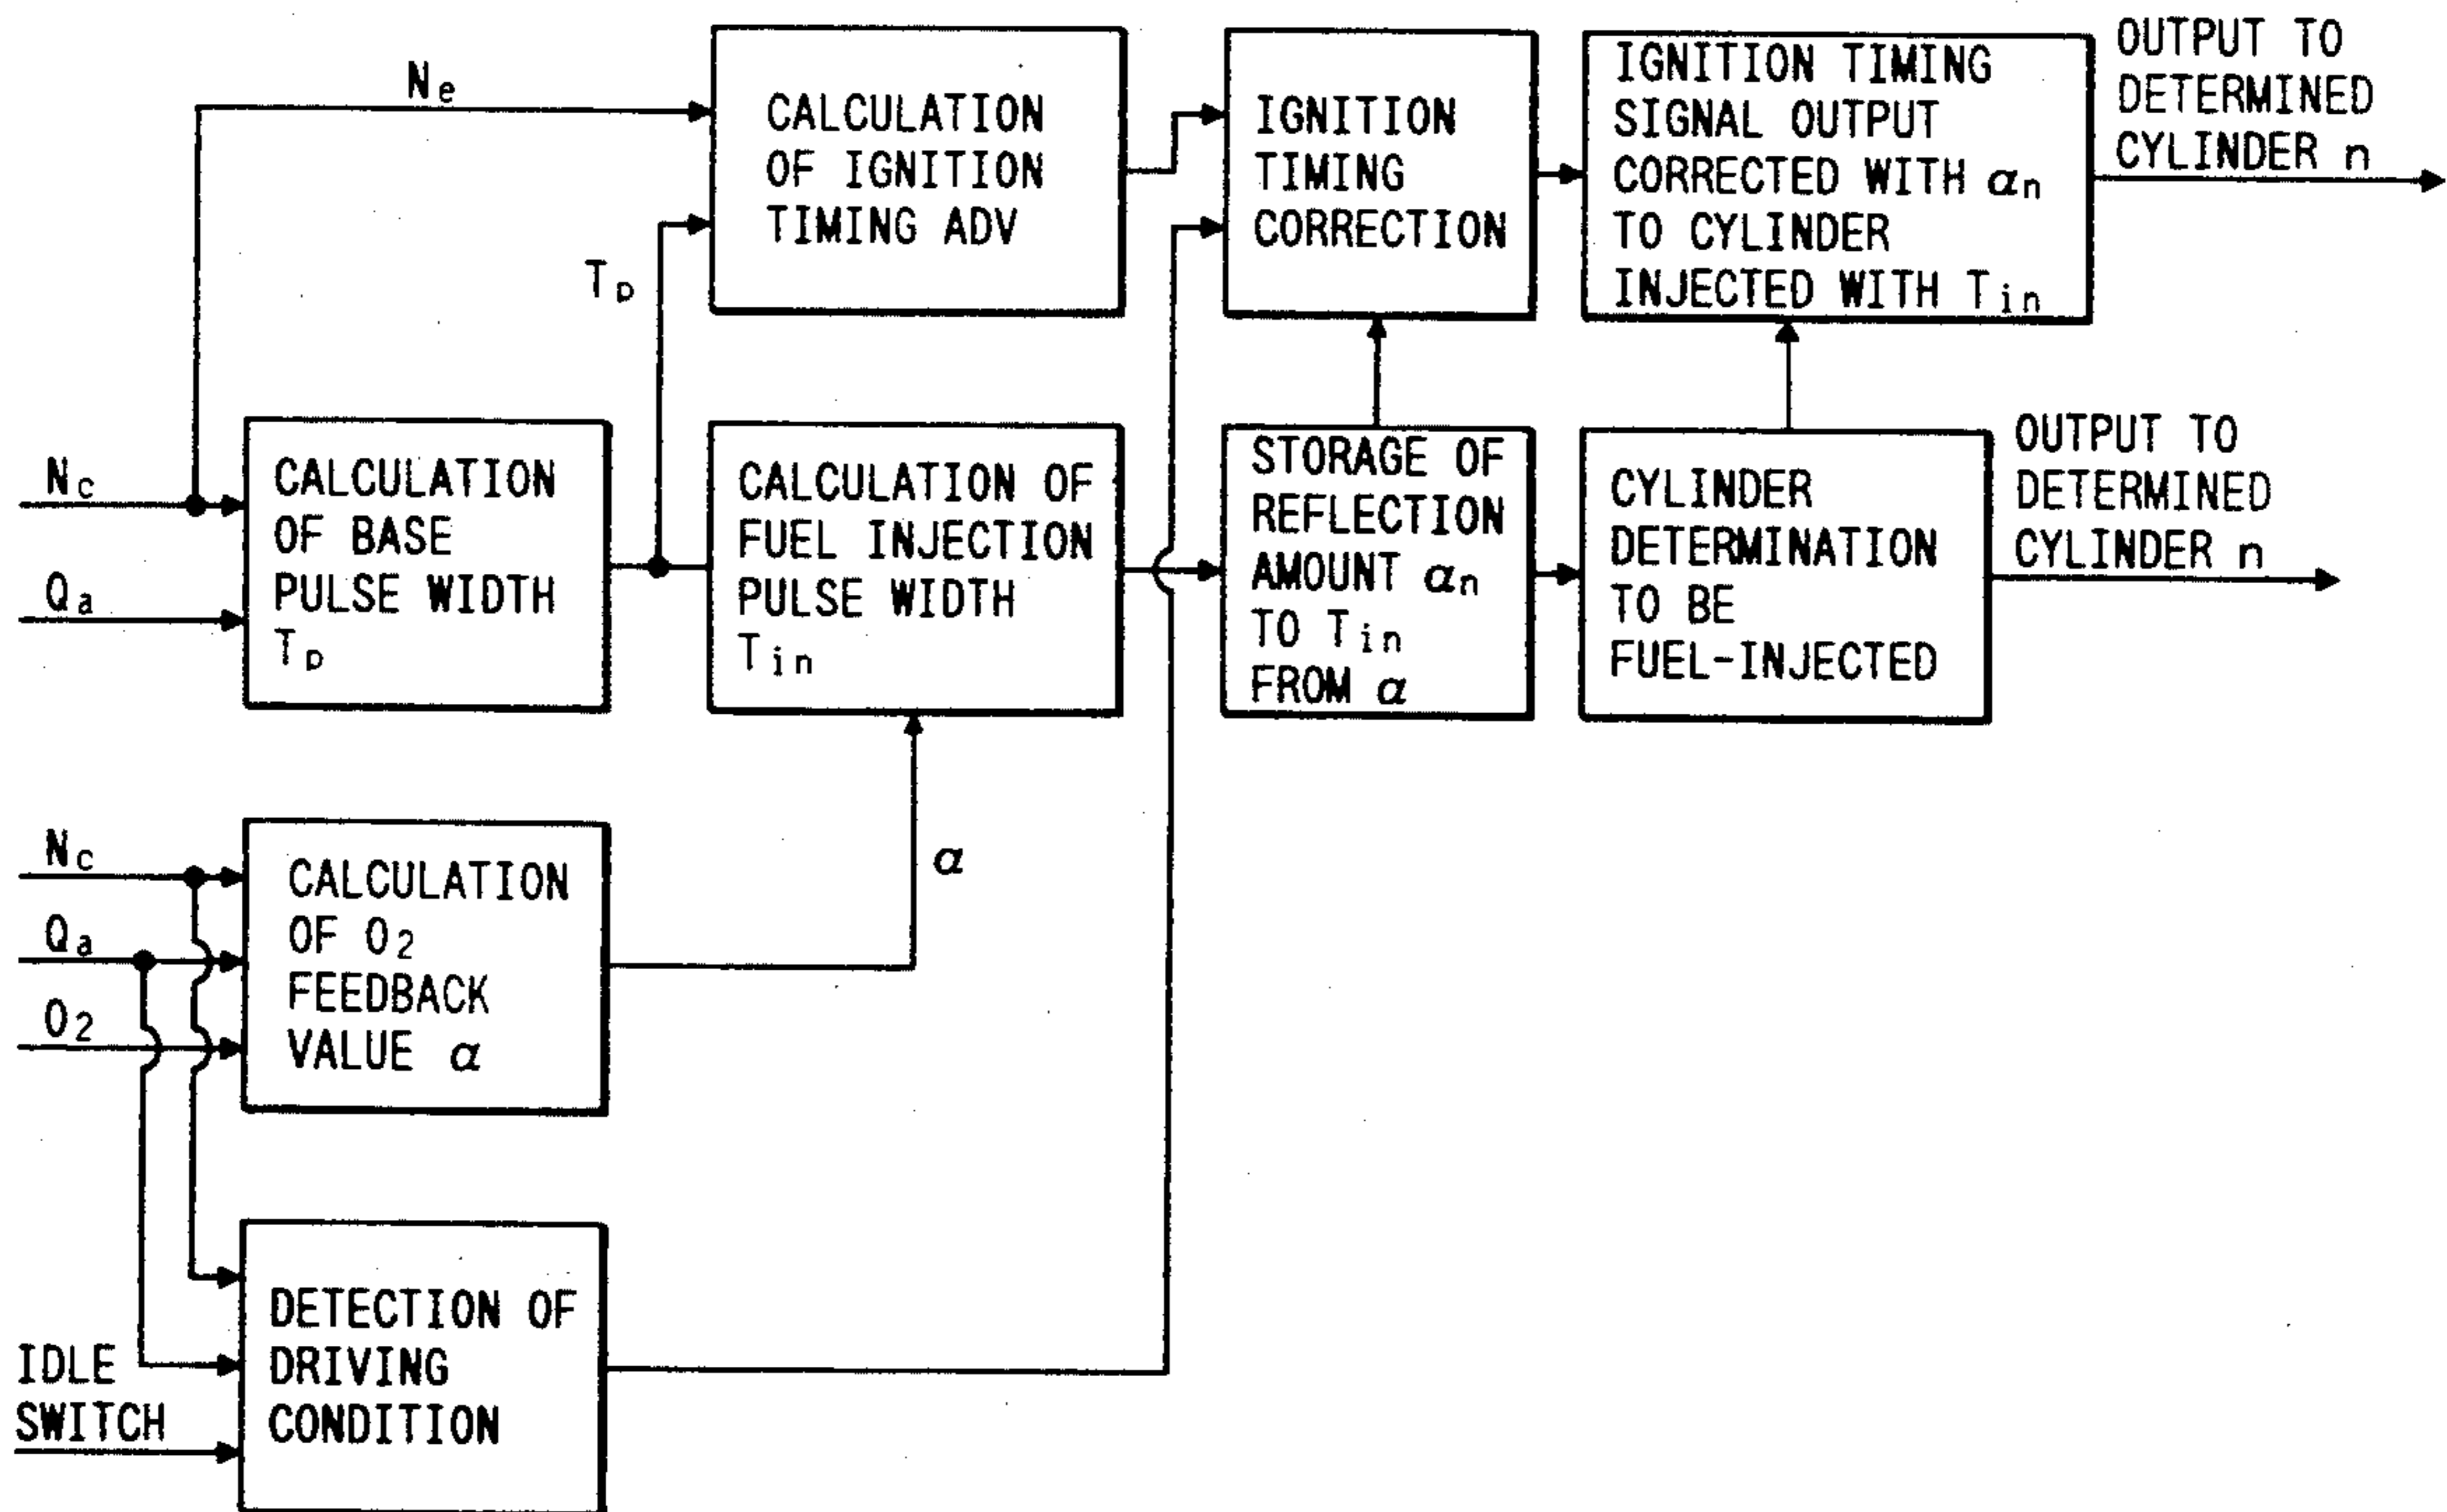 Ne
CALCULATION
OF IGNITION
TIMING ADV
Tp
IGNITION
TIMING
CORRECTION
IGNITION TIMING
SIGNAL OUTPUT
CORRECTED WITH αn
TO CYLINDER
INJECTED WITH Tin
OUTPUT TO
DETERMINED
CYLINDER n
Nc
Qa
CALCULATION
OF BASE
PULSE WIDTH
Tp
CALCULATION OF
FUEL INJECTION
PULSE WIDTH
Tin
STORAGE OF
REFLECTION
AMOUNT αn
TO Tin
FROM α
CYLINDER
DETERMINATION
TO BE
FUEL-INJECTED
OUTPUT TO
DETERMINED
CYLINDER n
Nc
Qa
O2
CALCULATION
OF O2
FEEDBACK
VALUE α
α
IDLE
SWITCH
DETECTION OF
DRIVING
CONDITION